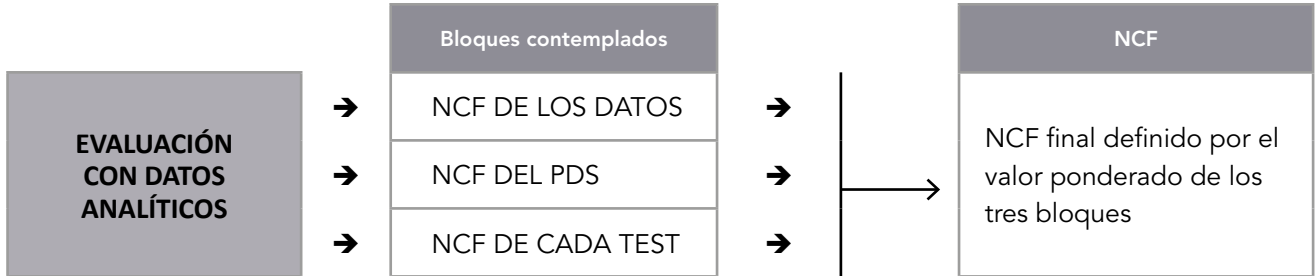 Bloques contemplados
NCF
EVALUACIÓN
CON DATOS
ANALÍTICOS
NCF DE LOS DATOS
NCF DEL PDS
NCF DE CADA TEST
NCF final definido por el
valor ponderado de los
tres bloques